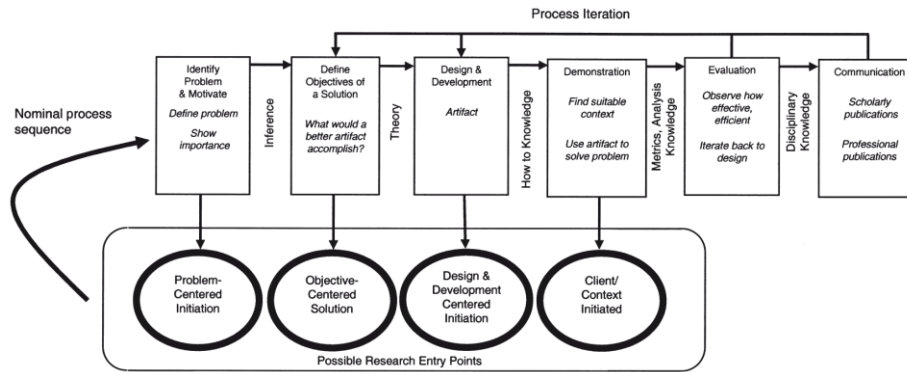 Process Iteration
Nominal process
sequence
Identify
Problem
& Motivate
Define problem
Show
importance
Inference
Define
Objectives of
a Solution
What would a
better artifact
accomplish?
Theory
Design &
Development
Artifact
How to Knowledge
Demonstration
Find suitable
context
Use artifact to
solve problem
Metrics, Analysis
Knowledge
Evaluation
Observe how
effective,
efficient
Iterate back to
design
Disciplinary
Knowledge
Communication
Scholarly
publications
Professional
publications
Problem-
Centered
Initiation
Objective-
Centered
Solution
Design &
Development
Centered
Initiation
Client/
Context
Initiated
Possible Research Entry Points